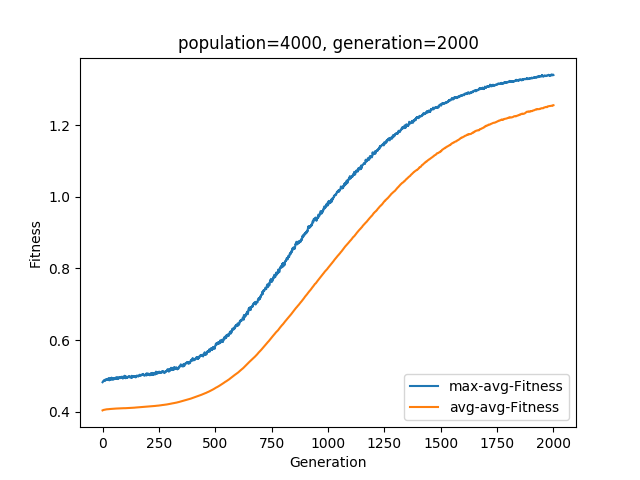 population=4000, generation=2000
Fitness
1.2
1.0
0.8
0.6
0.4
max-avg-Fitness
avg-avg-Fitness
0 250 500 750 1000 1250 1500 1750 2000
Generation